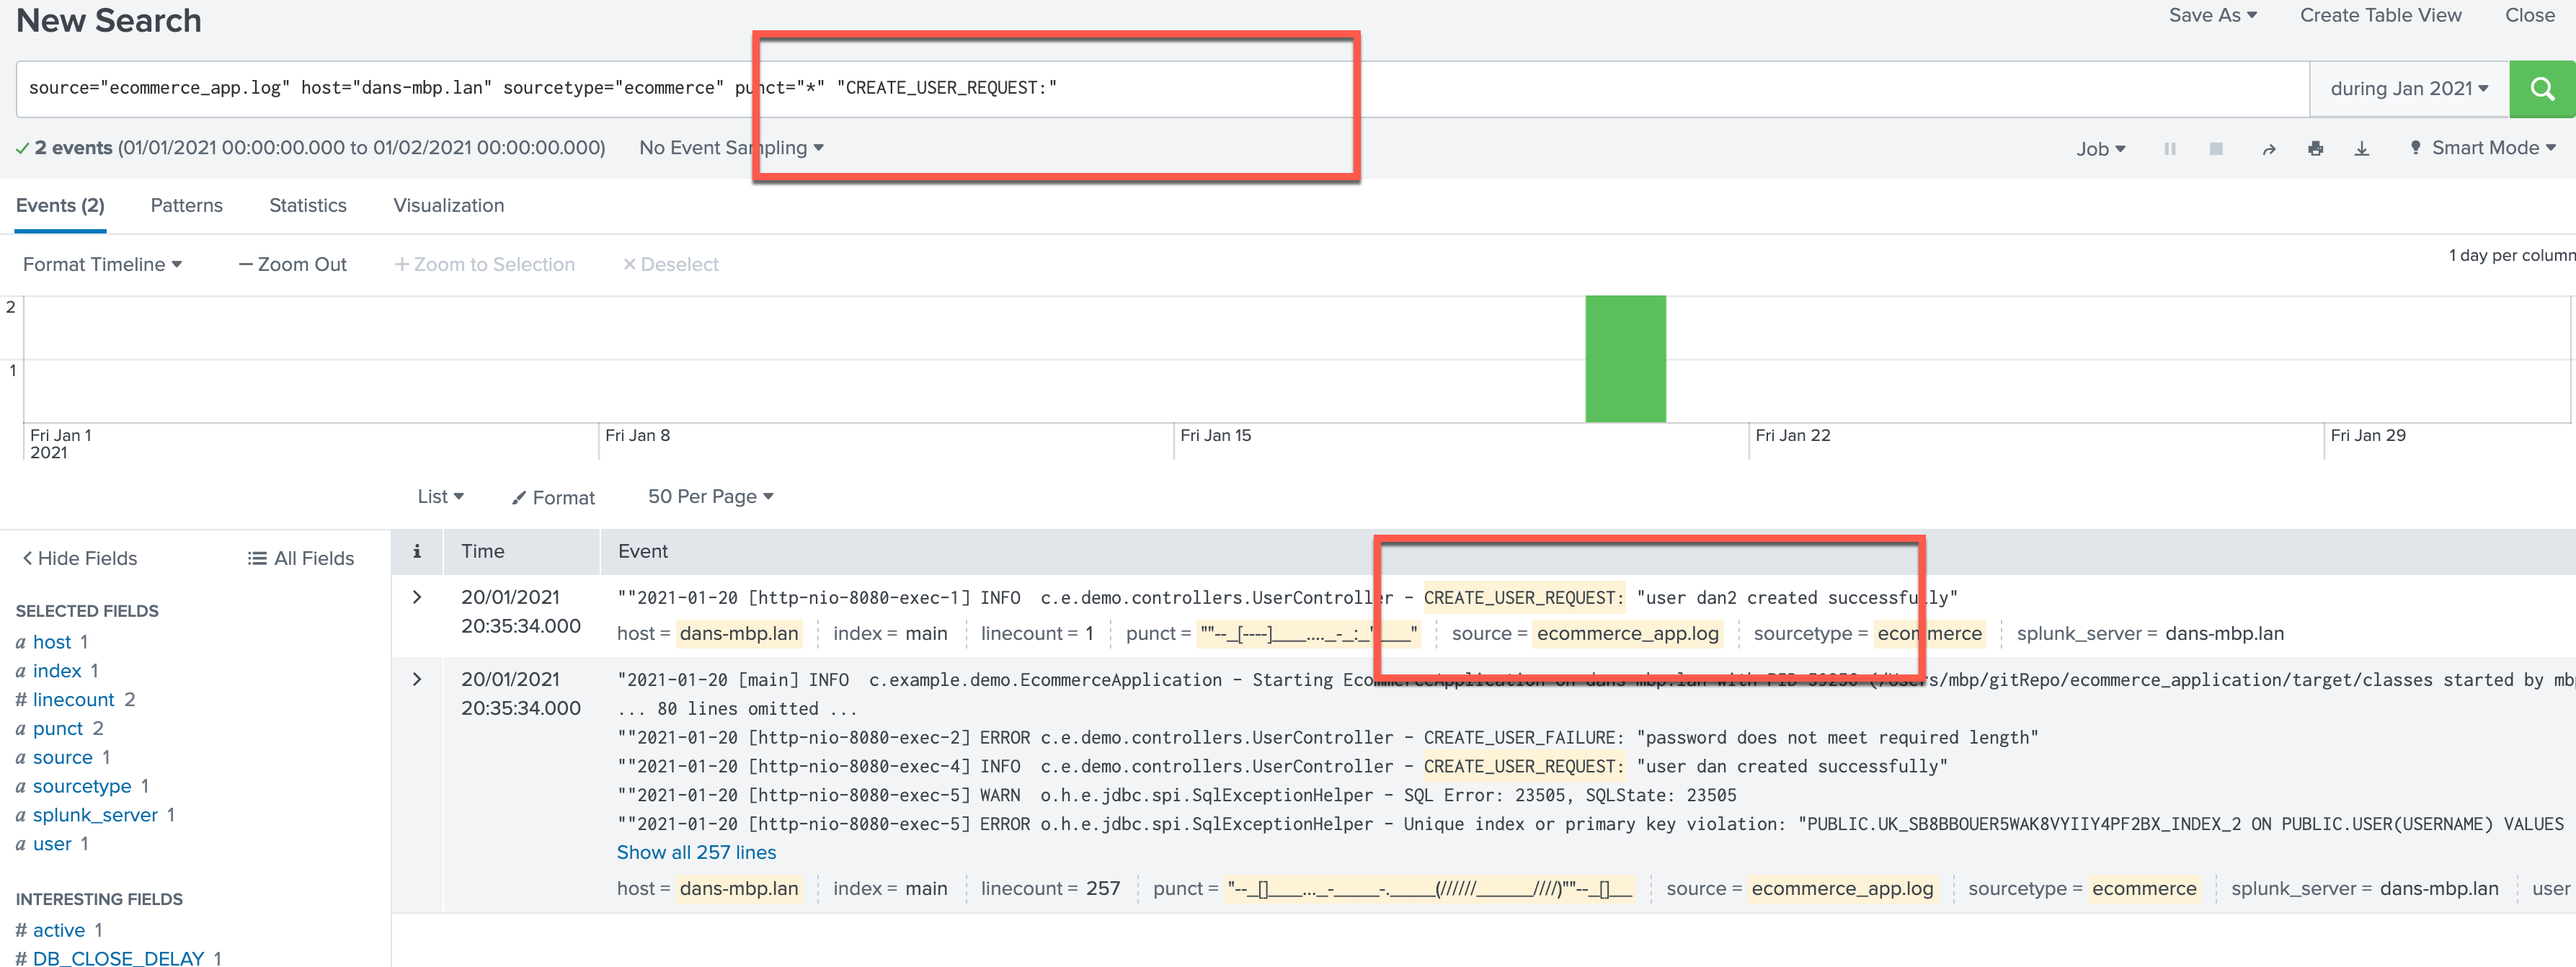 New Search
Save As Create Table View Close
source="ecommerce_app.log" host="dans-mbp.lan" sourcetype="ecommerce" punct="*" "CREATE_USER_REQUEST:"
during Jan 2021
2 events (01/01/2021 00:00:00.000 to 01/02/2021 00:00:00.000) No Event Sampling
Job Smart Mode
Events (2) Patterns Statistics Visualization
Format Timeline — Zoom Out + Zoom to Selection × Deselect
1 day per column
2
1
Fri Jan 1
2021
Fri Jan 8
Fri Jan 15
Fri Jan 22
Fri Jan 29
List Format 50 Per Page
< Hide Fields All Fields
SELECTED FIELDS
a host 1
a index 1
# linecount 2
a punct 2
a source 1
a sourcetype 1
a splunk_server 1
a user 1
INTERESTING FIELDS
# active 1
# DB_CLOSE_DELAY 1
i Time Event
20/01/2021
20:35:34.000
""2021-01-20 [http-nio-8080-exec-1] INFO  c.e.demo.controllers.UserController - CREATE_USER_REQUEST: "user dan2 created successfully"
host = dans-mbp.lan index = main linecount = 1 punct = ""--_[----]____...._-_:_"___" source = ecommerce_app.log sourcetype = ecommerce splunk_server = dans-mbp.lan
20/01/2021
20:35:34.000
"2021-01-20 [main] INFO  c.example.demo.EcommerceApplication - Starting EcommerceApplication on dans-mbp.lan with PID 59250 (/Users/mbp/gitRepo/ecommerce_application/target/classes started by mbp
... 80 lines omitted ...
""2021-01-20 [http-nio-8080-exec-2] ERROR c.e.demo.controllers.UserController - CREATE_USER_FAILURE: "password does not meet required length"
""2021-01-20 [http-nio-8080-exec-4] INFO  c.e.demo.controllers.UserController - CREATE_USER_REQUEST: "user dan created successfully"
""2021-01-20 [http-nio-8080-exec-5] WARN  o.h.e.jdbc.spi.SqlExceptionHelper - SQL Error: 23505, SQLState: 23505
""2021-01-20 [http-nio-8080-exec-5] ERROR o.h.e.jdbc.spi.SqlExceptionHelper - Unique index or primary key violation: "PUBLIC.UK_SB8BBOUER5WAK8VYIIY4PF2BX_INDEX_2 ON PUBLIC.USER(USERNAME) VALUES
Show all 257 lines
host = dans-mbp.lan index = main linecount = 257 punct = "--_[]____..._-_____-._____(//////______////)""--_[]___ source = ecommerce_app.log sourcetype = ecommerce splunk_server = dans-mbp.lan user